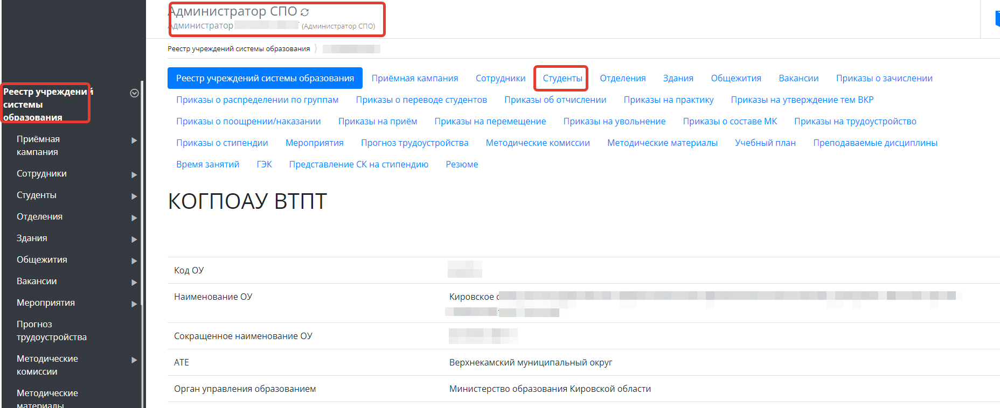 Администратор СПО
Администратор (Администратор СПО)
Реестр учреждений системы образования
Реестр учреждений
системы
образования
Приёмная
кампания
Сотрудники
Студенты
Отделения
Здания
Общежития
Вакансии
Мероприятия
Прогноз
трудоустройства
Методические
комиссии
Методические
материалы
Реестр учреждений системы образования Приёмная кампания Сотрудники Студенты Отделения Здания Общежития Вакансии Приказы о зачислении
Приказы о распределении по группам Приказы о переводе студентов Приказы об отчислении Приказы на практику Приказы на утверждение тем ВКР
Приказы о поощрении/наказании Приказы на приём Приказы на перемещение Приказы на увольнение Приказы о составе МК Приказы на трудоустройство
Приказы о стипендии Мероприятия Прогноз трудоустройства Методические комиссии Методические материалы Учебный план Преподаваемые дисциплины
Время занятий ГЭК Представление СК на стипендию Резюме
КОГПОАУ ВТПТ
Код ОУ
Наименование ОУ Кировское
Сокращенное наименование ОУ
АТЕ Верхнекамский муниципальный округ
Орган управления образованием Министерство образования Кировской области